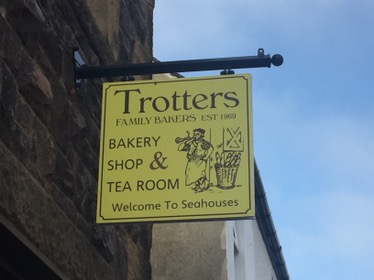 Trotters
FAMILY BAKERS EST 1969
BAKERY
SHOP &
TEA ROOM
Welcome To Seahouses